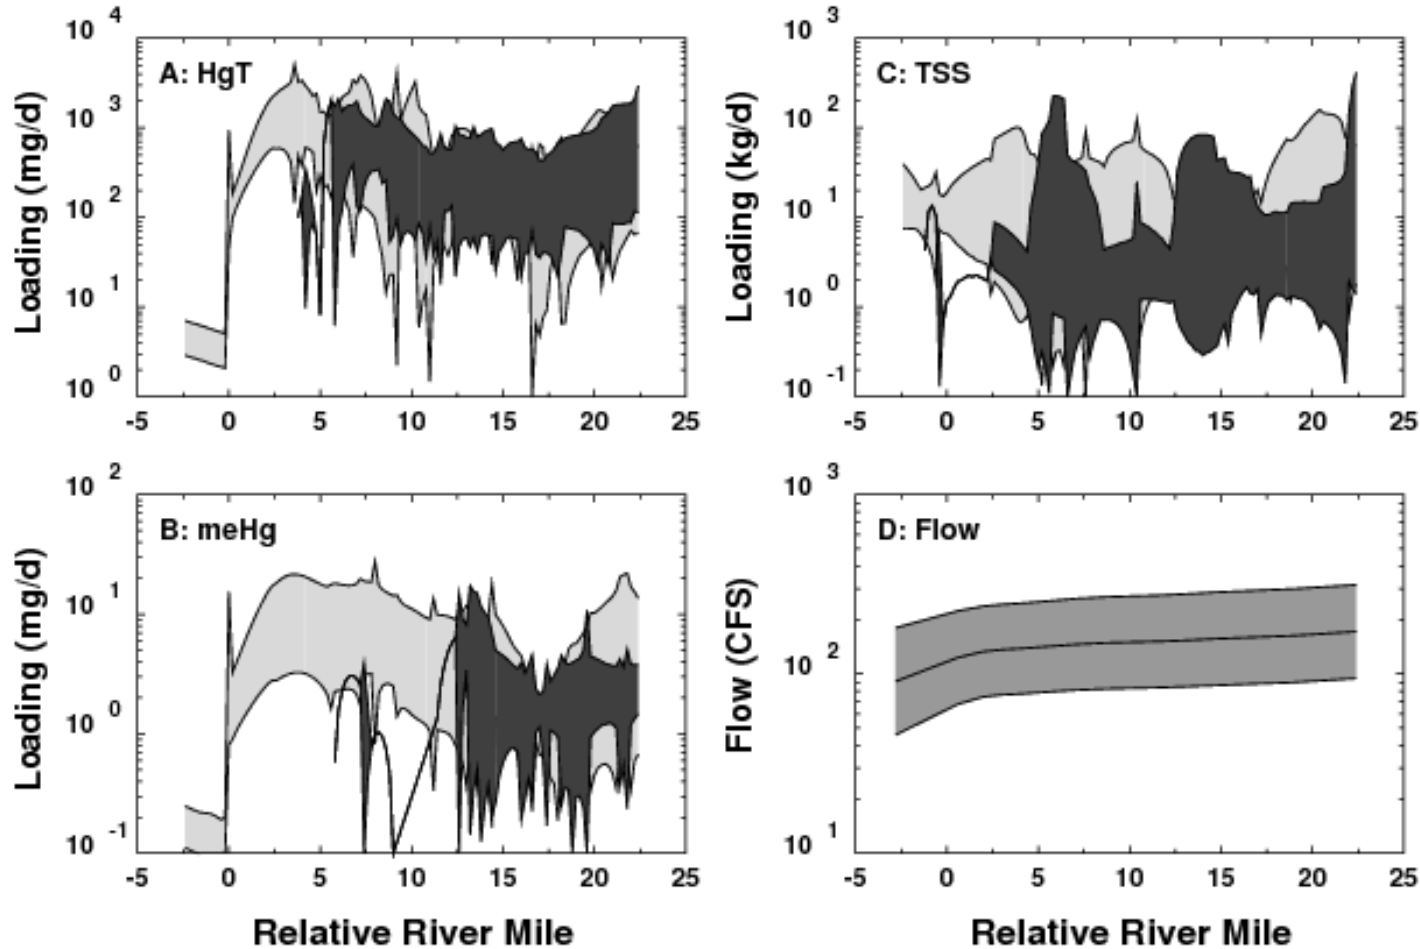 A: HgT
Loading (mg/d)
10 4
10 3
10 2
10 1
10 0
-5 0 5 10 15 20 25
C: TSS
Loading (kg/d)
10 3
10 2
10 1
10 0
10 -1
-5 0 5 10 15 20 25
B: meHg
Loading (mg/d)
10 2
10 1
10 0
10 -1
-5 0 5 10 15 20 25
Relative River Mile
D: Flow
Flow (CFS)
10 3
10 2
10 1
-5 0 5 10 15 20 25
Relative River Mile